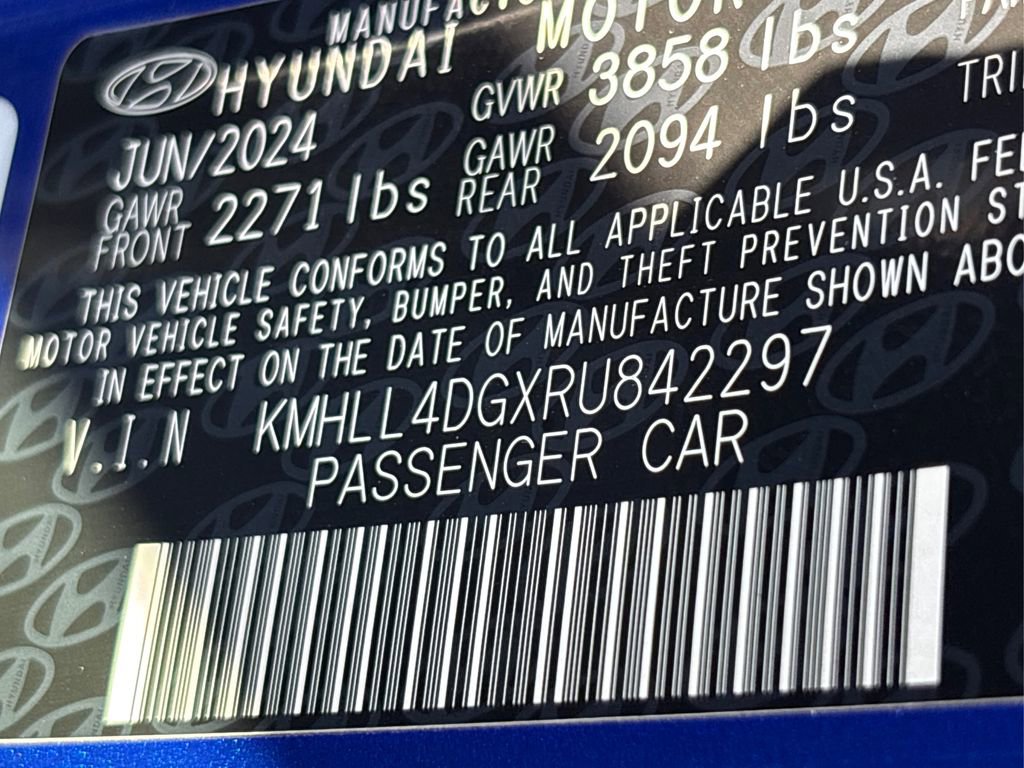 HYUNDAI MOTOR
JUN/2024 GVWR 3858 lbs
GAWR FRONT 2271 lbs GAWR REAR 2094 lbs
THIS VEHICLE CONFORMS TO ALL APPLICABLE U.S.A.
MOTOR VEHICLE SAFETY, BUMPER, AND THEFT PREVENTION
IN EFFECT ON THE DATE OF MANUFACTURE SHOWN
V.I.N KMHLL4DGXRU842297
PASSENGER CAR